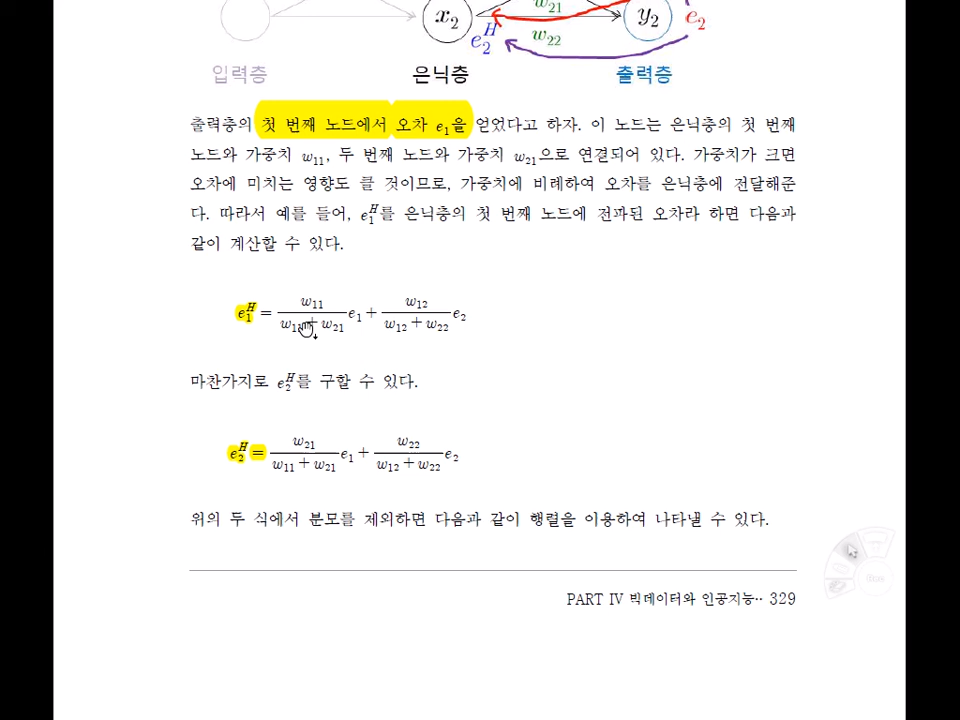 x₂ w₂₁ y₂ e₂
e₂ᴴ w₂₂
입력층 은닉층 출력층
출력층의 첫 번째 노드에서 오차 e₁을 얻었다고 하자. 이 노드는 은닉층의 첫 번째
노드와 가중치 w₁₁, 두 번째 노드와 가중치 w₂₁으로 연결되어 있다. 가중치가 크면
오차에 미치는 영향도 클 것이므로, 가중치에 비례하여 오차를 은닉층에 전달해준
다. 따라서 예를 들어, e₁ᴴ를 은닉층의 첫 번째 노드에 전파된 오차라 하면 다음과
같이 계산할 수 있다.
e₁ᴴ = w₁₁/(w₁₁ + w₂₁) e₁ + w₁₂/(w₁₂ + w₂₂) e₂
마찬가지로 e₂ᴴ를 구할 수 있다.
e₂ᴴ = w₂₁/(w₁₁ + w₂₁) e₁ + w₂₂/(w₁₂ + w₂₂) e₂
위의 두 식에서 분모를 제외하면 다음과 같이 행렬을 이용하여 나타낼 수 있다.
PART Ⅳ 빅데이터와 인공지능·· 329